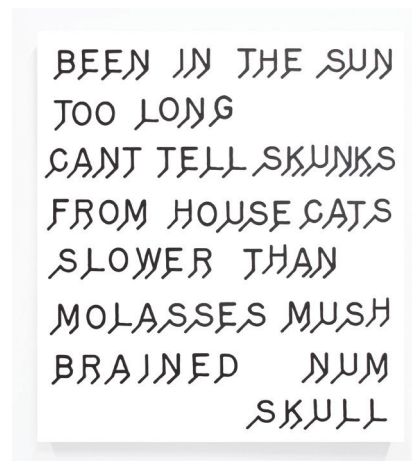 BEEN IN THE SUN
TOO LONG
CANT TELL SKUNKS
FROM HOUSE CATS
SLOWER THAN
MOLASSES MUSH
BRAINED NUM
SKULL